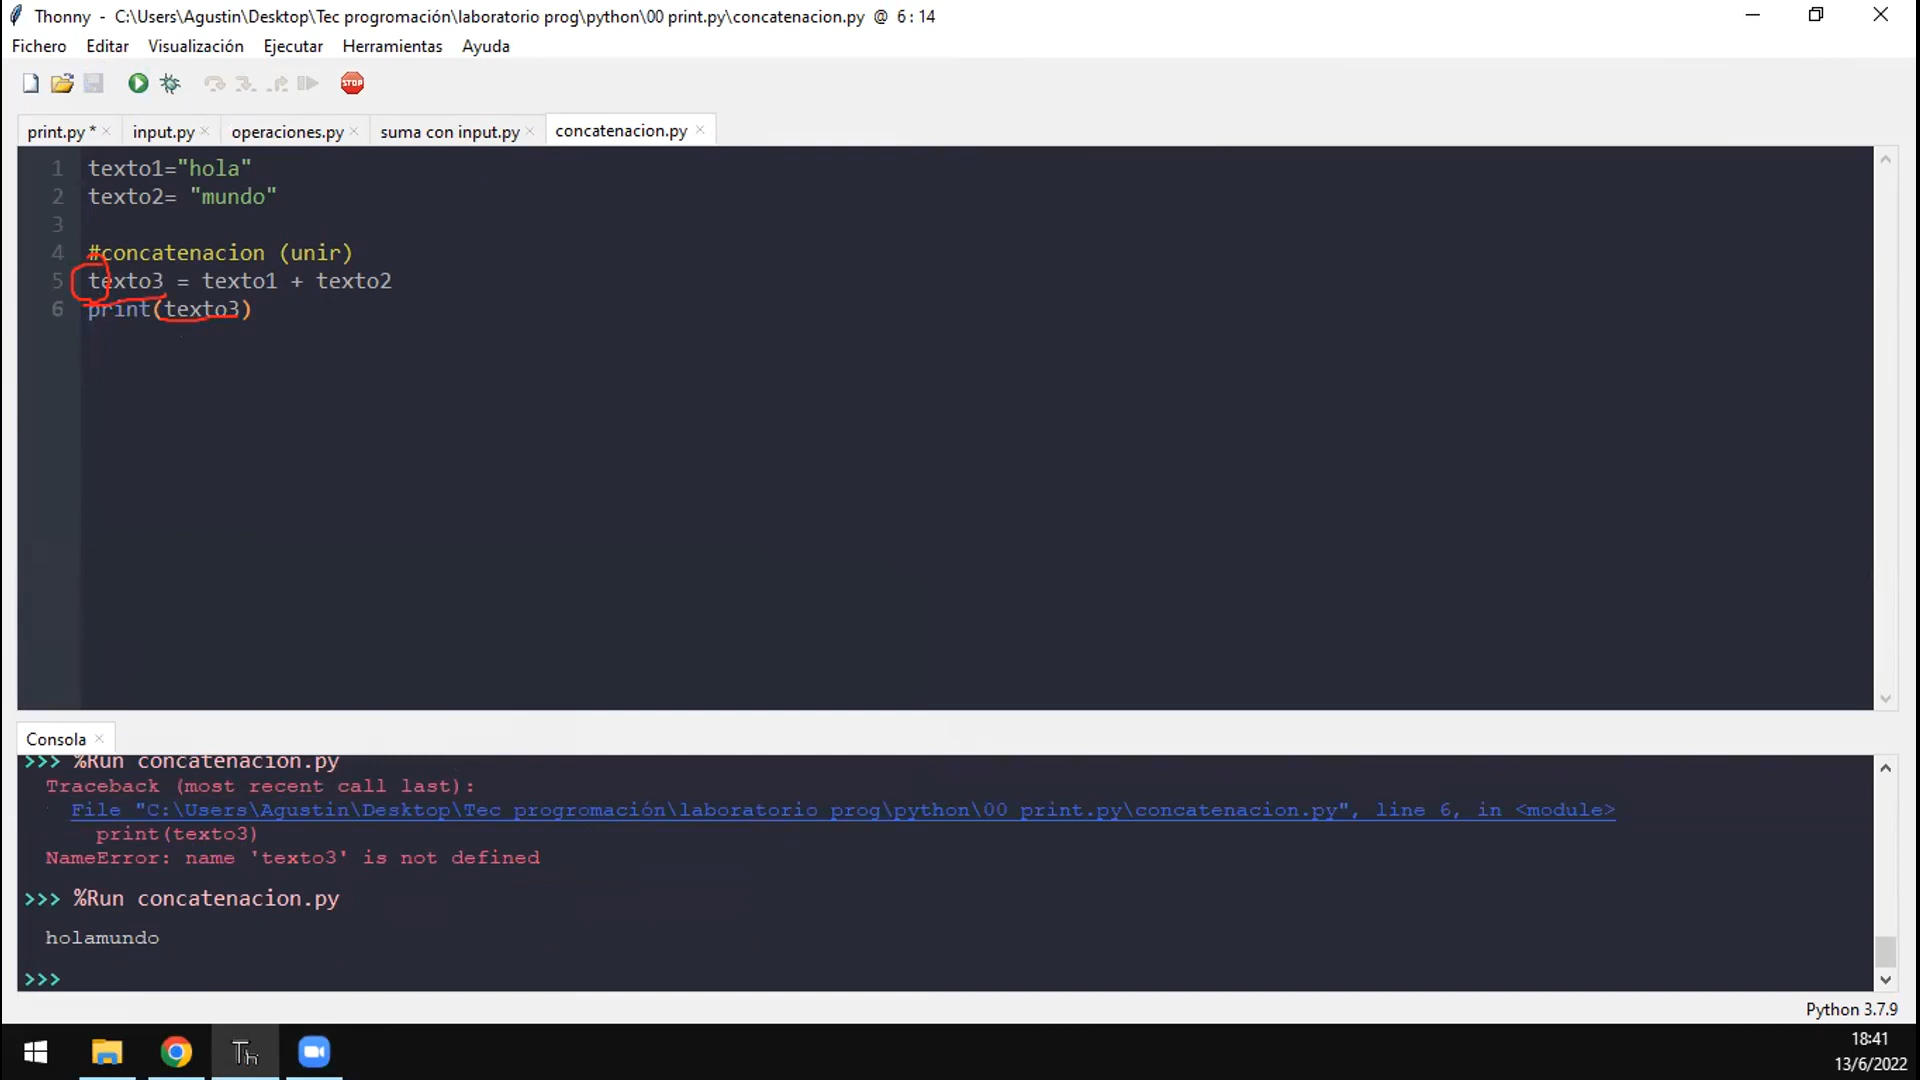 Thonny - C:\Users\Agustin\Desktop\Tec progromación\laboratorio prog\python\00 print.py\concatenacion.py @ 6 : 14
Fichero Editar Visualización Ejecutar Herramientas Ayuda
STOP
print.py * × input.py × operaciones.py × suma con input.py × concatenacion.py ×
1 texto1="hola"
2 texto2= "mundo"
3
4 #concatenacion (unir)
5 texto3 = texto1 + texto2
6 print(texto3)
Consola ×
>>> %Run concatenacion.py
Traceback (most recent call last):
File "C:\Users\Agustin\Desktop\Tec progromación\laboratorio prog\python\00 print.py\concatenacion.py", line 6, in <module>
print(texto3)
NameError: name 'texto3' is not defined
>>> %Run concatenacion.py
holamundo
>>>
Python 3.7.9
Th
18:41
13/6/2022